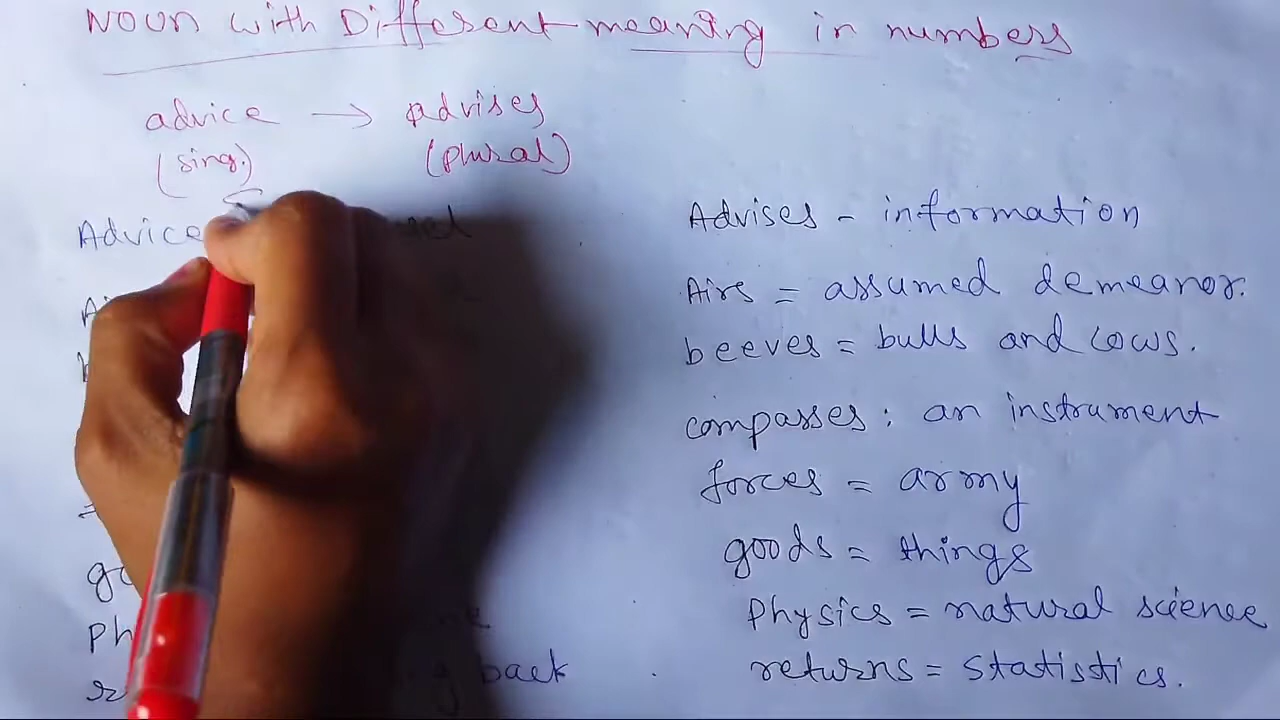 Noun with Different meaning in numbers
advice → advises
(sing.) (plural)
Advice Advises - information
Airs = assumed demeanor.
beeves = bulls and cows.
compasses : an instrument
forces = army
goods = things
Physics = natural science
back returns = statistics.